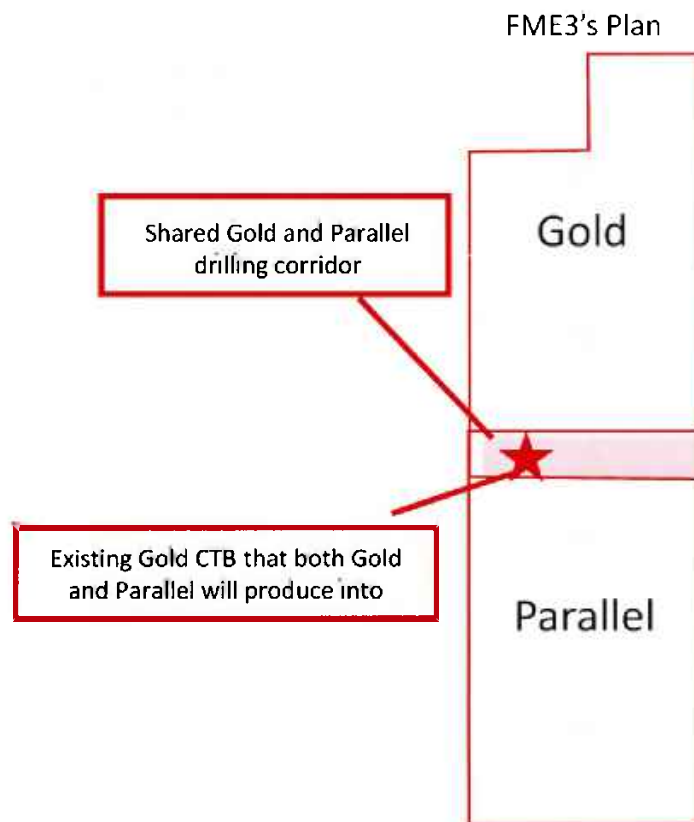 FME3's Plan
Gold
Shared Gold and Parallel
drilling corridor
Existing Gold CTB that both Gold
and Parallel will produce into
Parallel